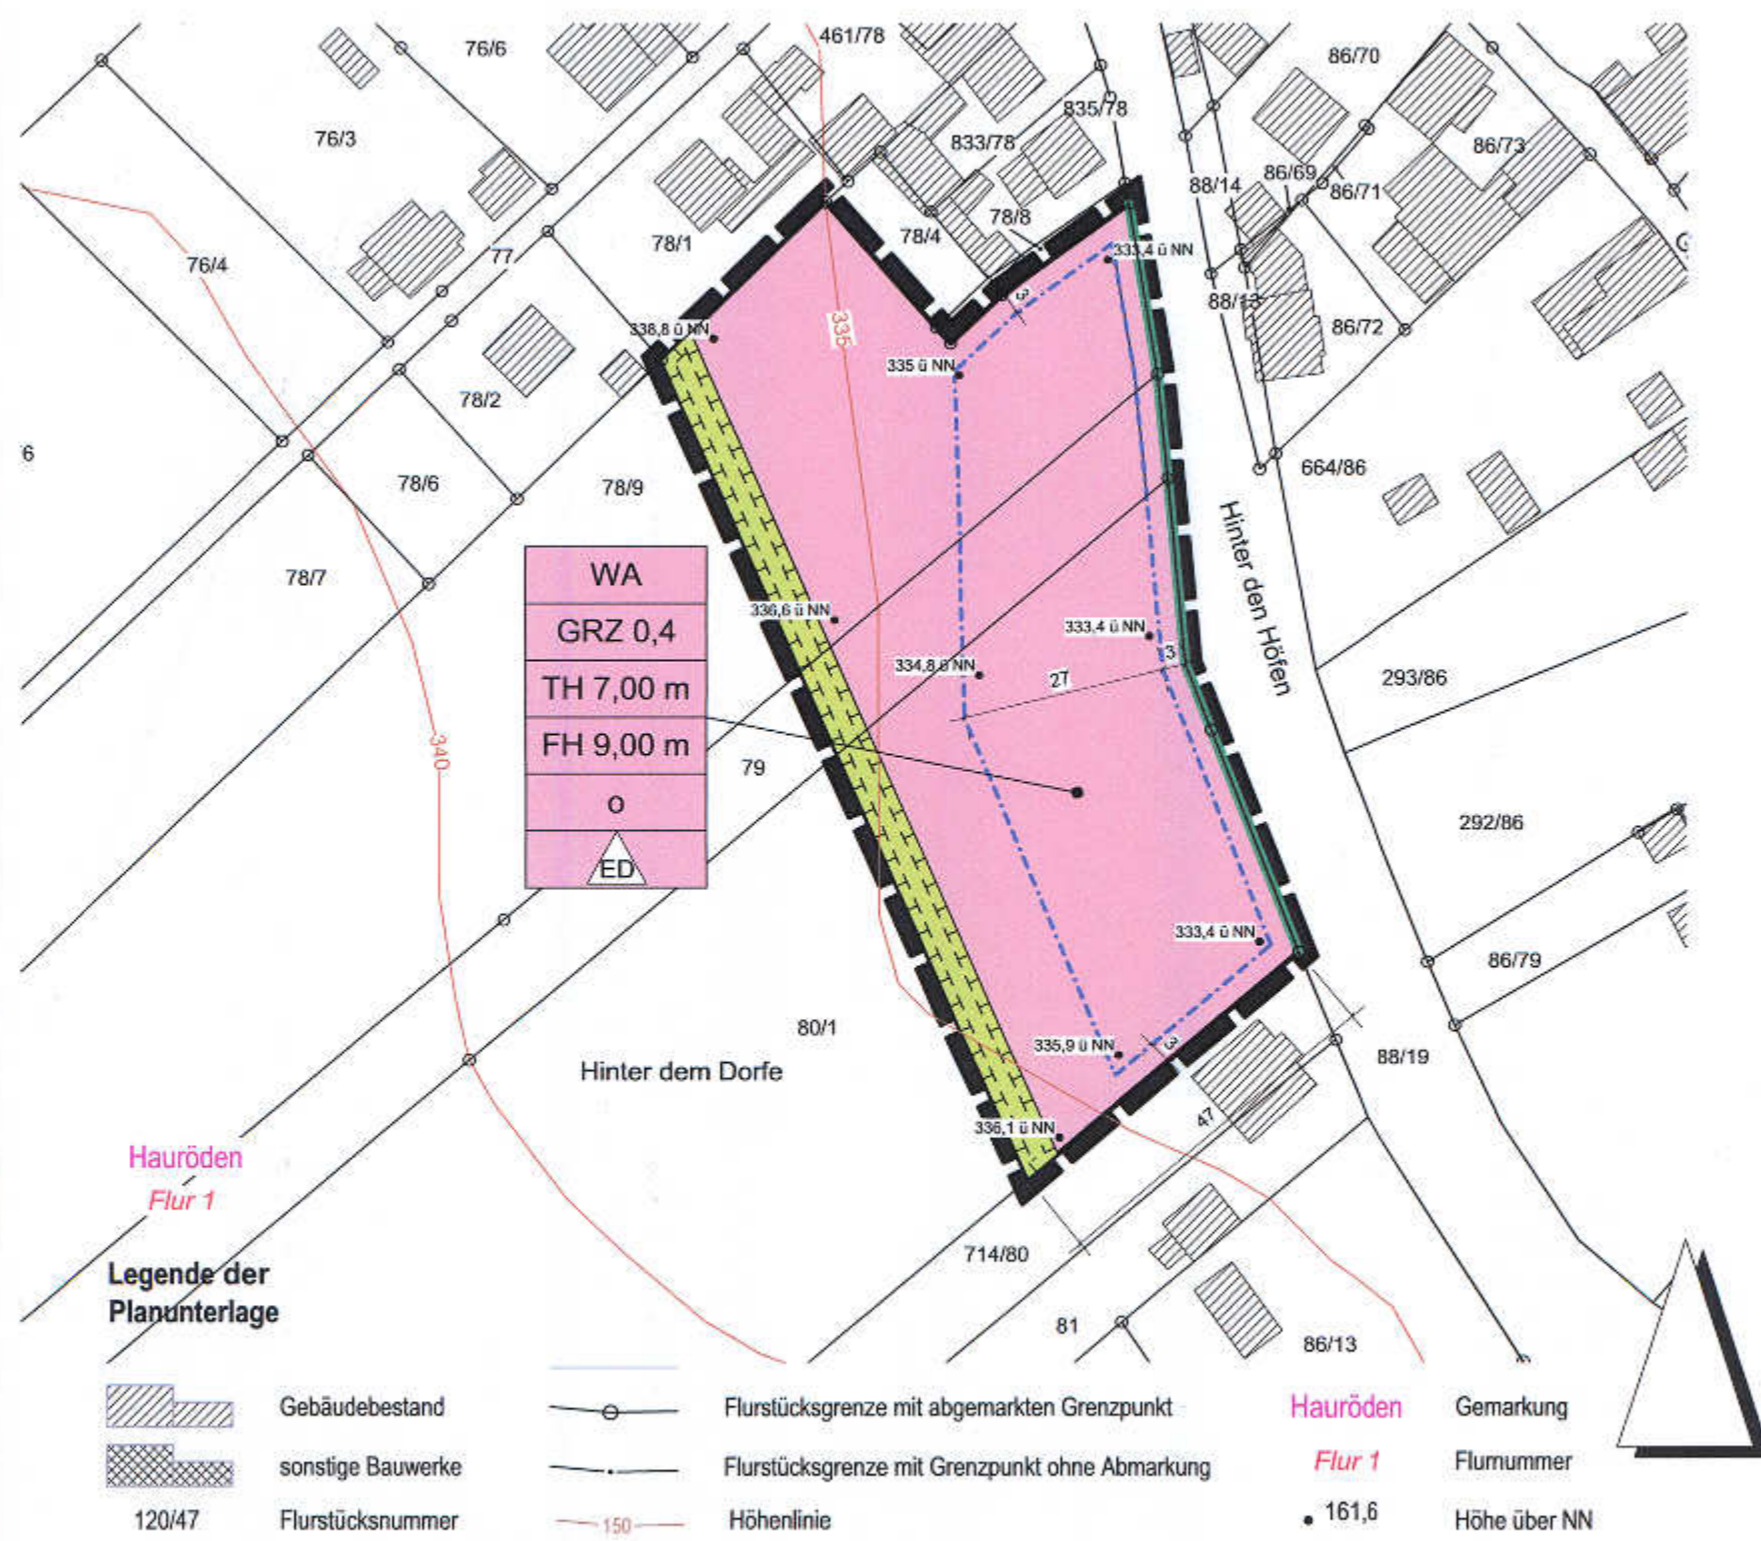 461/78
76/6
86/70
835/78
76/3
833/78
86/73
86/69
88/14
86/71
78/8
78/4
78/1
77
76/4
333,4 ü NN
3
338,8 ü NN
335
86/72
335 ü NN
78/2
6
664/86
78/6
78/9
Hinter den Höfen
78/7
WA
GRZ 0,4
TH 7,00 m
FH 9,00 m
o
ED
336,6 ü NN
333,4 ü NN
334,8 ü NN
3
27
293/86
340
79
292/86
333,4 ü NN
86/79
80/1
335,9 ü NN
3
88/19
Hinter dem Dorfe
47
336,1 ü NN
Hauröden
Flur 1
714/80
81
86/13
Legende der
Planunterlage
Gebäudebestand
Flurstücksgrenze mit abgemarkten Grenzpunkt
Hauröden
Gemarkung
sonstige Bauwerke
Flurstücksgrenze mit Grenzpunkt ohne Abmarkung
Flur 1
Flurnummer
120/47
Flurstücksnummer
150
Höhenlinie
161,6
Höhe über NN